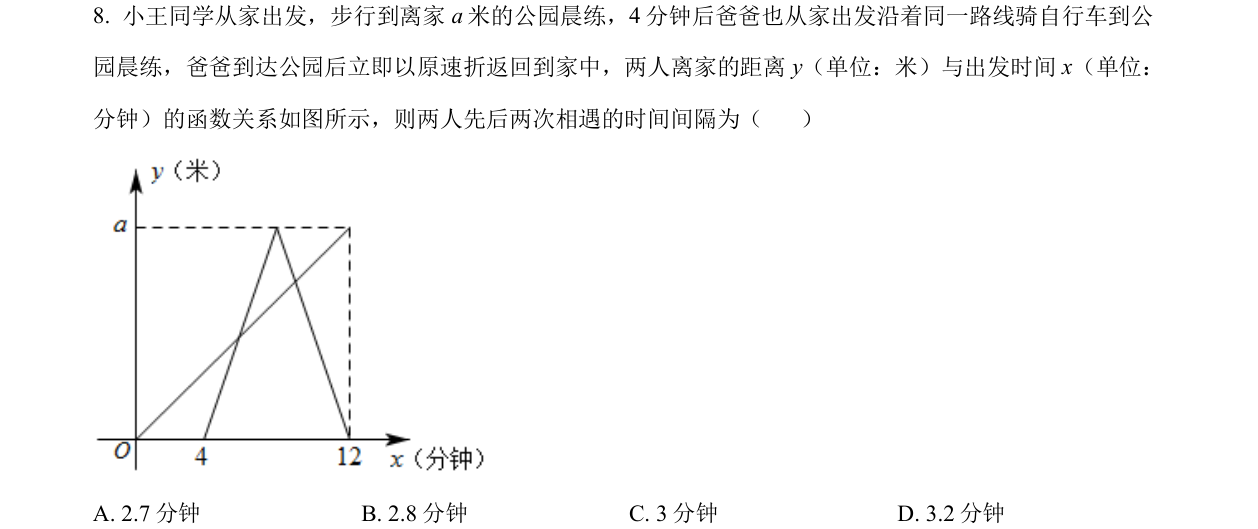 8. 小王同学从家出发，步行到离家 a 米的公园晨练，4 分钟后爸爸也从家出发沿着同一路线骑自行车到公
园晨练，爸爸到达公园后立即以原速折返回到家中，两人离家的距离 y（单位：米）与出发时间 x（单位：
分钟）的函数关系如图所示，则两人先后两次相遇的时间间隔为（ ）
y（米）
a
O 4 12 x（分钟）
A. 2.7 分钟 B. 2.8 分钟 C. 3 分钟 D. 3.2 分钟